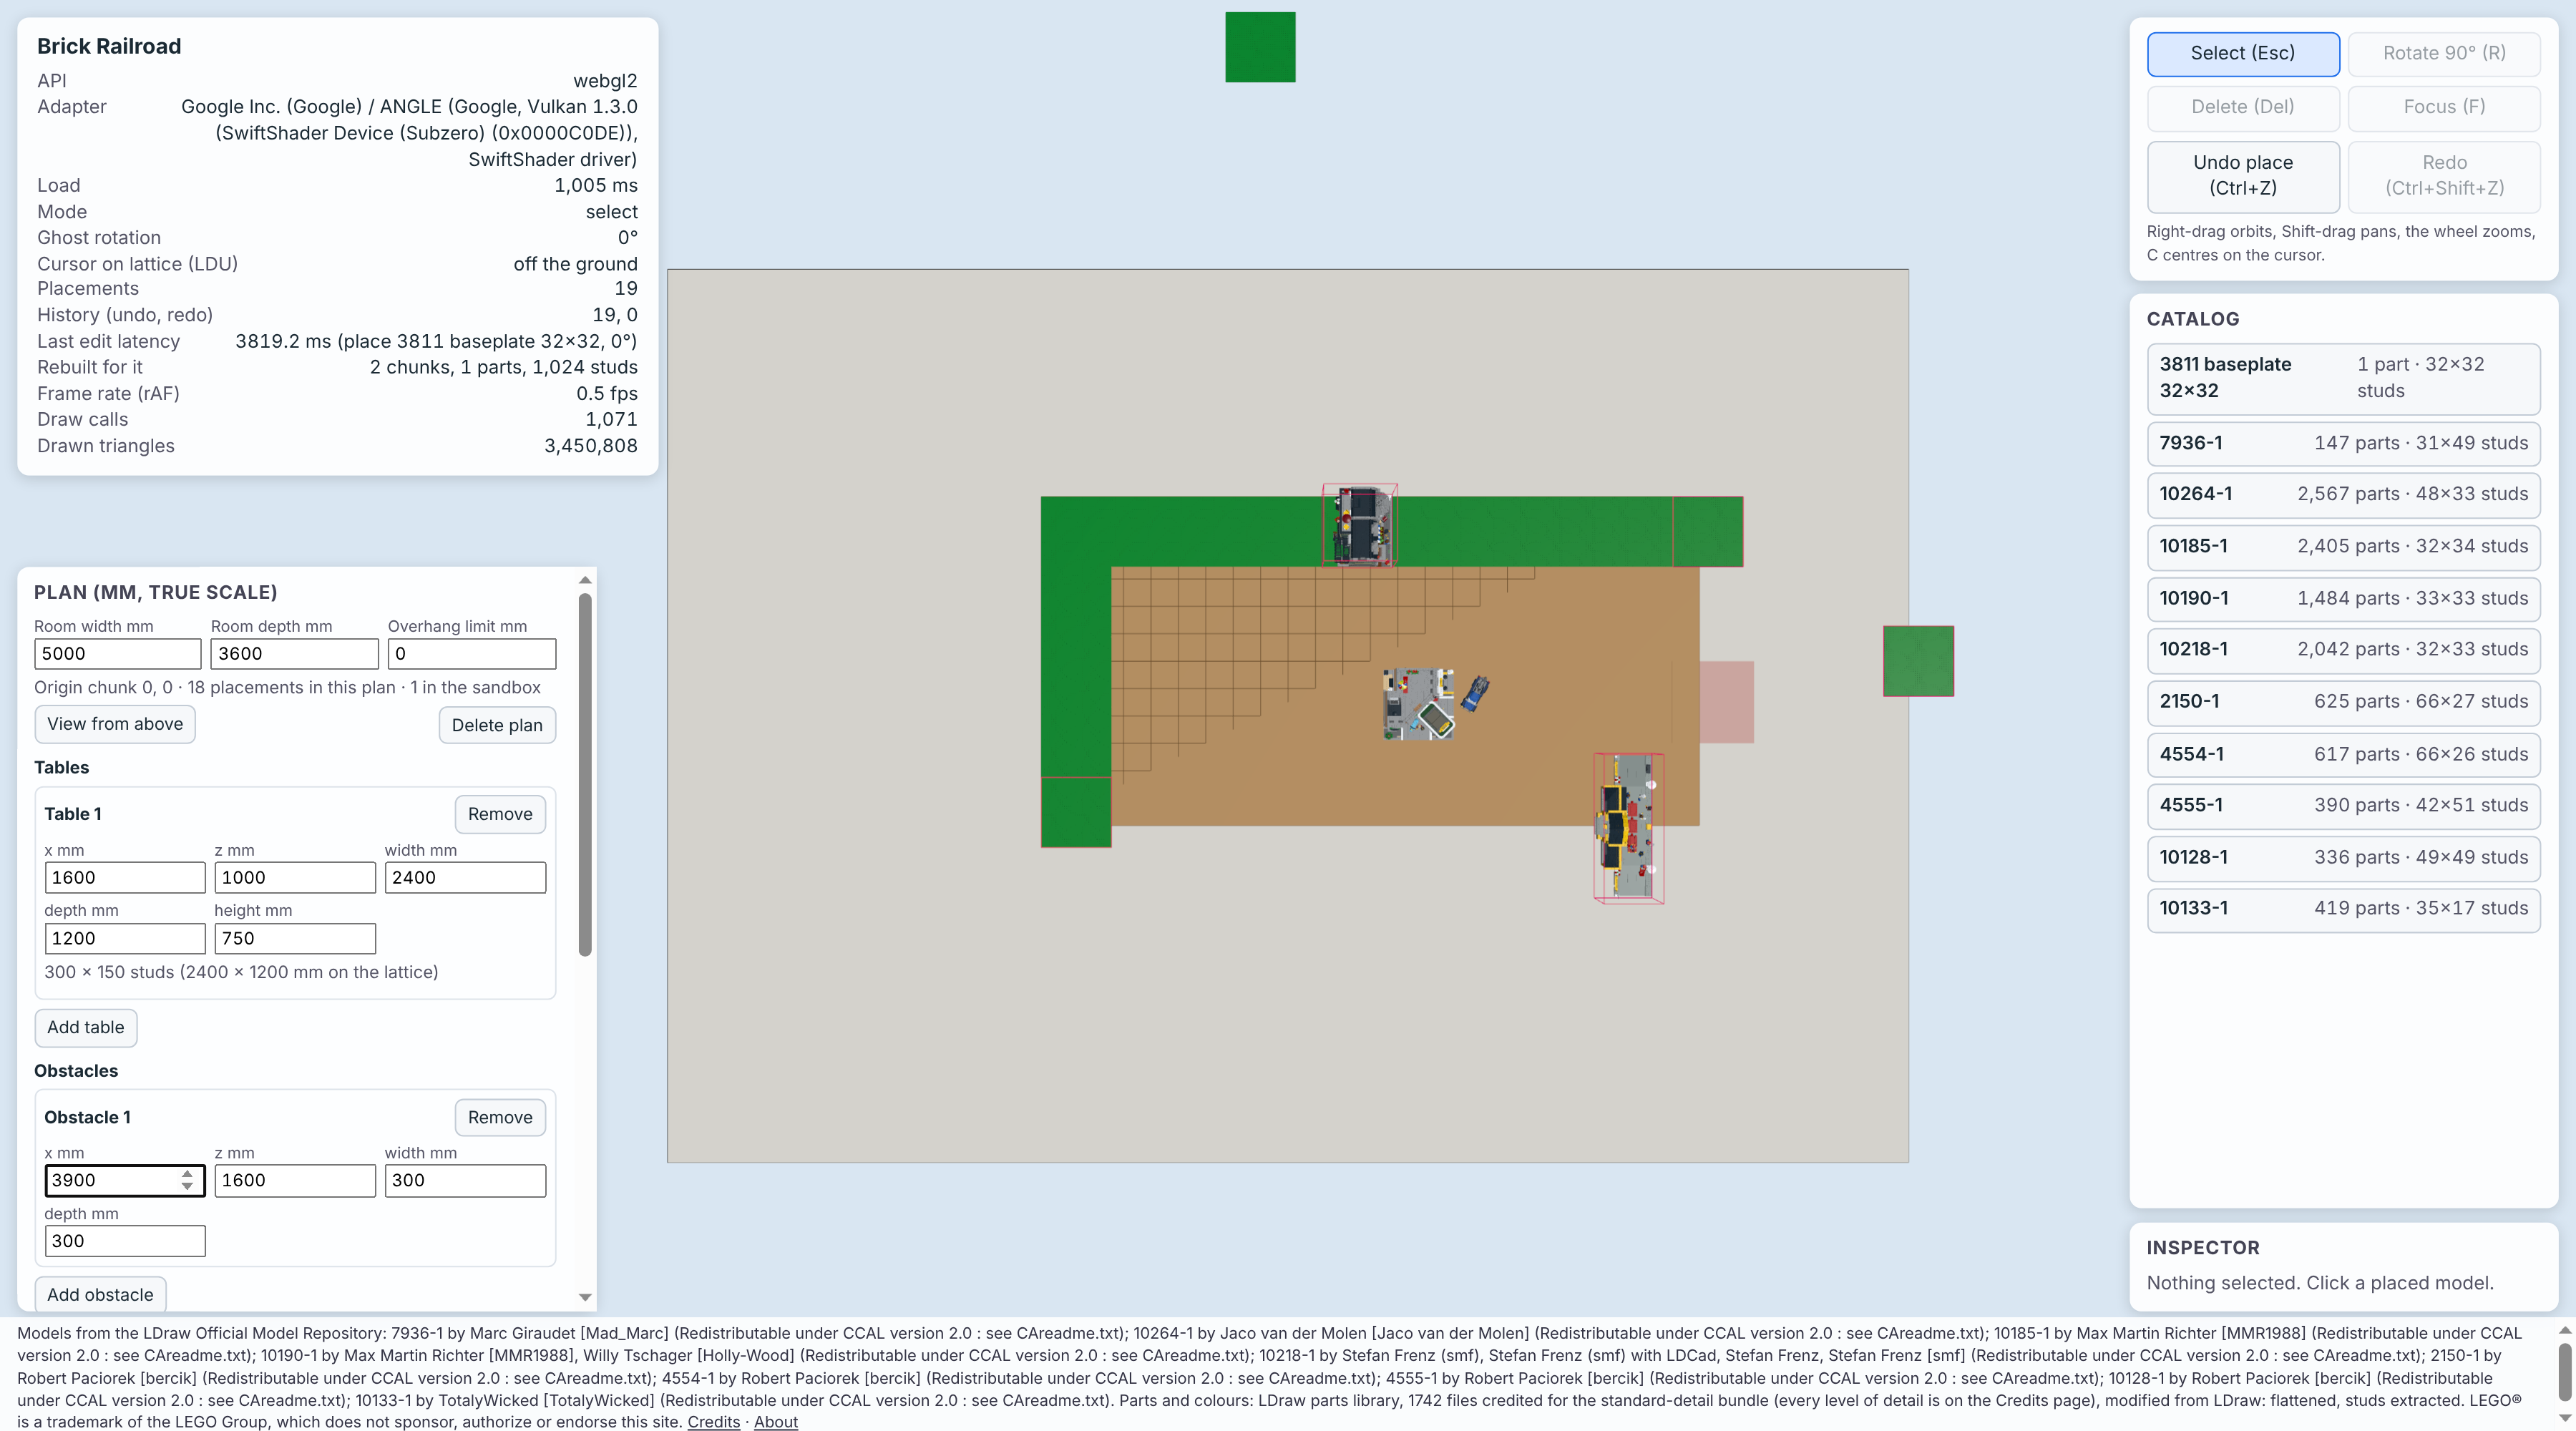 Brick Railroad
API webgl2
Adapter Google Inc. (Google) / ANGLE (Google, Vulkan 1.3.0
(SwiftShader Device (Subzero) (0x0000C0DE)),
SwiftShader driver)
Load 1,005 ms
Mode select
Ghost rotation 0°
Cursor on lattice (LDU) off the ground
Placements 19
History (undo, redo) 19, 0
Last edit latency 3819.2 ms (place 3811 baseplate 32×32, 0°)
Rebuilt for it 2 chunks, 1 parts, 1,024 studs
Frame rate (rAF) 0.5 fps
Draw calls 1,071
Drawn triangles 3,450,808
PLAN (MM, TRUE SCALE)
Room width mm Room depth mm Overhang limit mm
5000 3600 0
Origin chunk 0, 0 · 18 placements in this plan · 1 in the sandbox
View from above Delete plan
Tables
Table 1 Remove
x mm z mm width mm
1600 1000 2400
depth mm height mm
1200 750
300 × 150 studs (2400 × 1200 mm on the lattice)
Add table
Obstacles
Obstacle 1 Remove
x mm z mm width mm
3900 1600 300
depth mm
300
Add obstacle
Select (Esc) Rotate 90° (R)
Delete (Del) Focus (F)
Undo place
(Ctrl+Z)
Redo
(Ctrl+Shift+Z)
Right-drag orbits, Shift-drag pans, the wheel zooms,
C centres on the cursor.
CATALOG
3811 baseplate
32×32
1 part · 32×32
studs
7936-1 147 parts · 31×49 studs
10264-1 2,567 parts · 48×33 studs
10185-1 2,405 parts · 32×34 studs
10190-1 1,484 parts · 33×33 studs
10218-1 2,042 parts · 32×33 studs
2150-1 625 parts · 66×27 studs
4554-1 617 parts · 66×26 studs
4555-1 390 parts · 42×51 studs
10128-1 336 parts · 49×49 studs
10133-1 419 parts · 35×17 studs
INSPECTOR
Nothing selected. Click a placed model.
Models from the LDraw Official Model Repository: 7936-1 by Marc Giraudet [Mad_Marc] (Redistributable under CCAL version 2.0 : see CAreadme.txt); 10264-1 by Jaco van der Molen [Jaco van der Molen] (Redistributable under CCAL version 2.0 : see CAreadme.txt); 10185-1 by Max Martin Richter [MMR1988] (Redistributable under CCAL
version 2.0 : see CAreadme.txt); 10190-1 by Max Martin Richter [MMR1988], Willy Tschager [Holly-Wood] (Redistributable under CCAL version 2.0 : see CAreadme.txt); 10218-1 by Stefan Frenz (smf), Stefan Frenz (smf) with LDCad, Stefan Frenz, Stefan Frenz [smf] (Redistributable under CCAL version 2.0 : see CAreadme.txt); 2150-1 by
Robert Paciorek [bercik] (Redistributable under CCAL version 2.0 : see CAreadme.txt); 4554-1 by Robert Paciorek [bercik] (Redistributable under CCAL version 2.0 : see CAreadme.txt); 4555-1 by Robert Paciorek [bercik] (Redistributable under CCAL version 2.0 : see CAreadme.txt); 10128-1 by Robert Paciorek [bercik] (Redistributable
under CCAL version 2.0 : see CAreadme.txt); 10133-1 by TotalyWicked [TotalyWicked] (Redistributable under CCAL version 2.0 : see CAreadme.txt). Parts and colours: LDraw parts library, 1742 files credited for the standard-detail bundle (every level of detail is on the Credits page), modified from LDraw: flattened, studs extracted. LEGO®
is a trademark of the LEGO Group, which does not sponsor, authorize or endorse this site. Credits · About